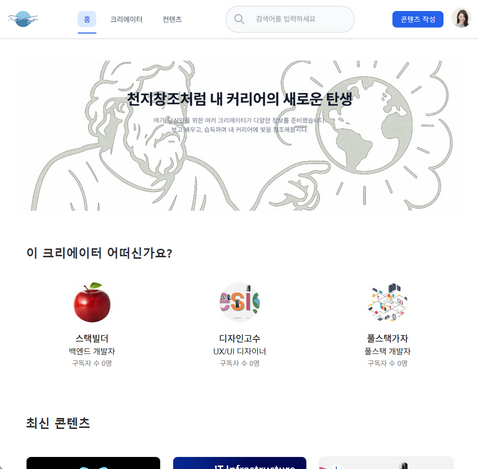 홈
크리에이터
컨텐츠
검색어를 입력하세요
콘텐츠 작성
천지창조처럼 내 커리어의 새로운 탄생
여기 당신만을 위한 여러 크리에이터가 다양한 정보를 준비했습니다.
보고 배우고, 습득하여 내 커리어에 빛을 창조해봅시다.
이 크리에이터 어떠신가요?
스택빌더
백엔드 개발자
구독자 수 0명
디자인고수
UX/UI 디자이너
구독자 수 0명
풀스택가자
풀스택 개발자
구독자 수 0명
최신 콘텐츠
IT Infrastructure